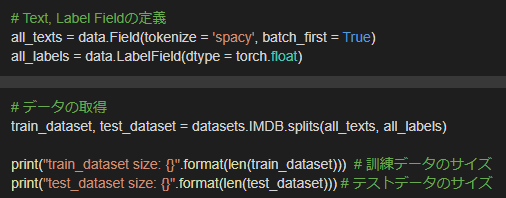 # Text, Label Fieldの定義
all_texts = data.Field(tokenize = 'spacy', batch_first = True)
all_labels = data.LabelField(dtype = torch.float)
# データの取得
train_dataset, test_dataset = datasets.IMDB.splits(all_texts, all_labels)
print("train_dataset size: {}".format(len(train_dataset))) # 訓練データのサイズ
print("test_dataset size: {}".format(len(test_dataset))) # テストデータのサイズ